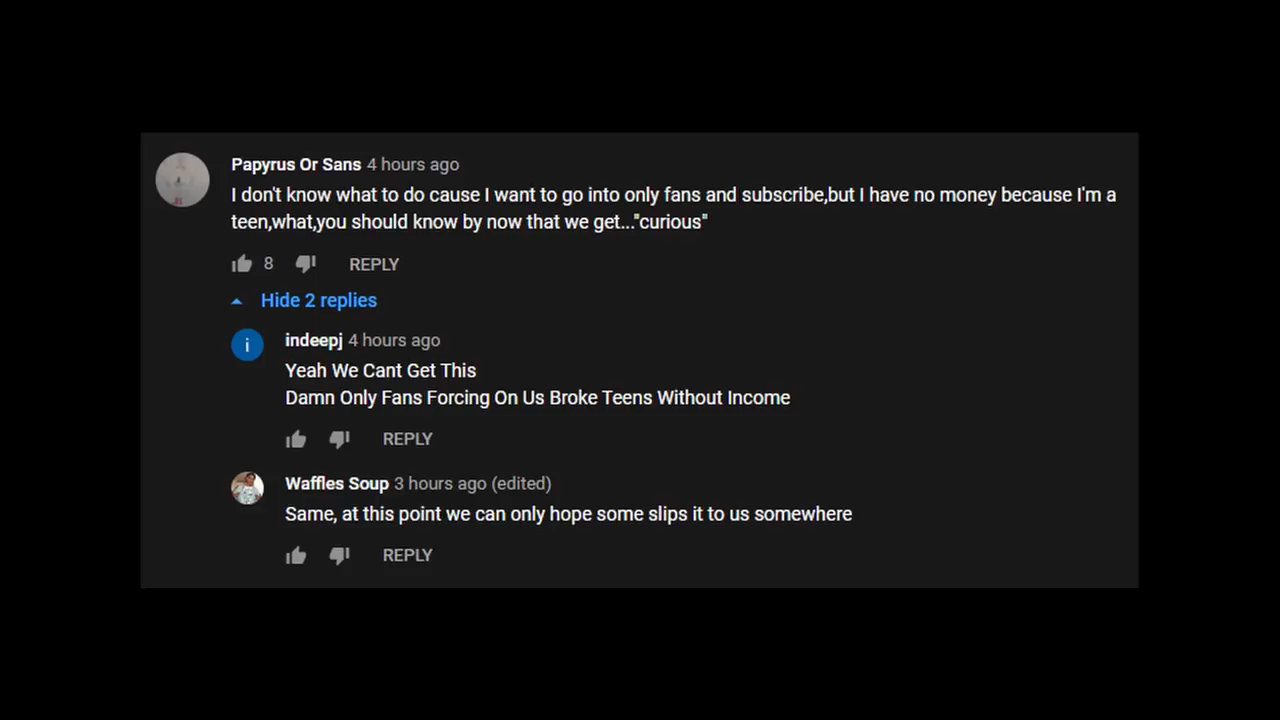 Papyrus Or Sans 4 hours ago
I don't know what to do cause I want to go into only fans and subscribe,but I have no money because I'm a
teen,what,you should know by now that we get..."curious"
8 REPLY
Hide 2 replies
i indeepj 4 hours ago
Yeah We Cant Get This
Damn Only Fans Forcing On Us Broke Teens Without Income
REPLY
Waffles Soup 3 hours ago (edited)
Same, at this point we can only hope some slips it to us somewhere
REPLY